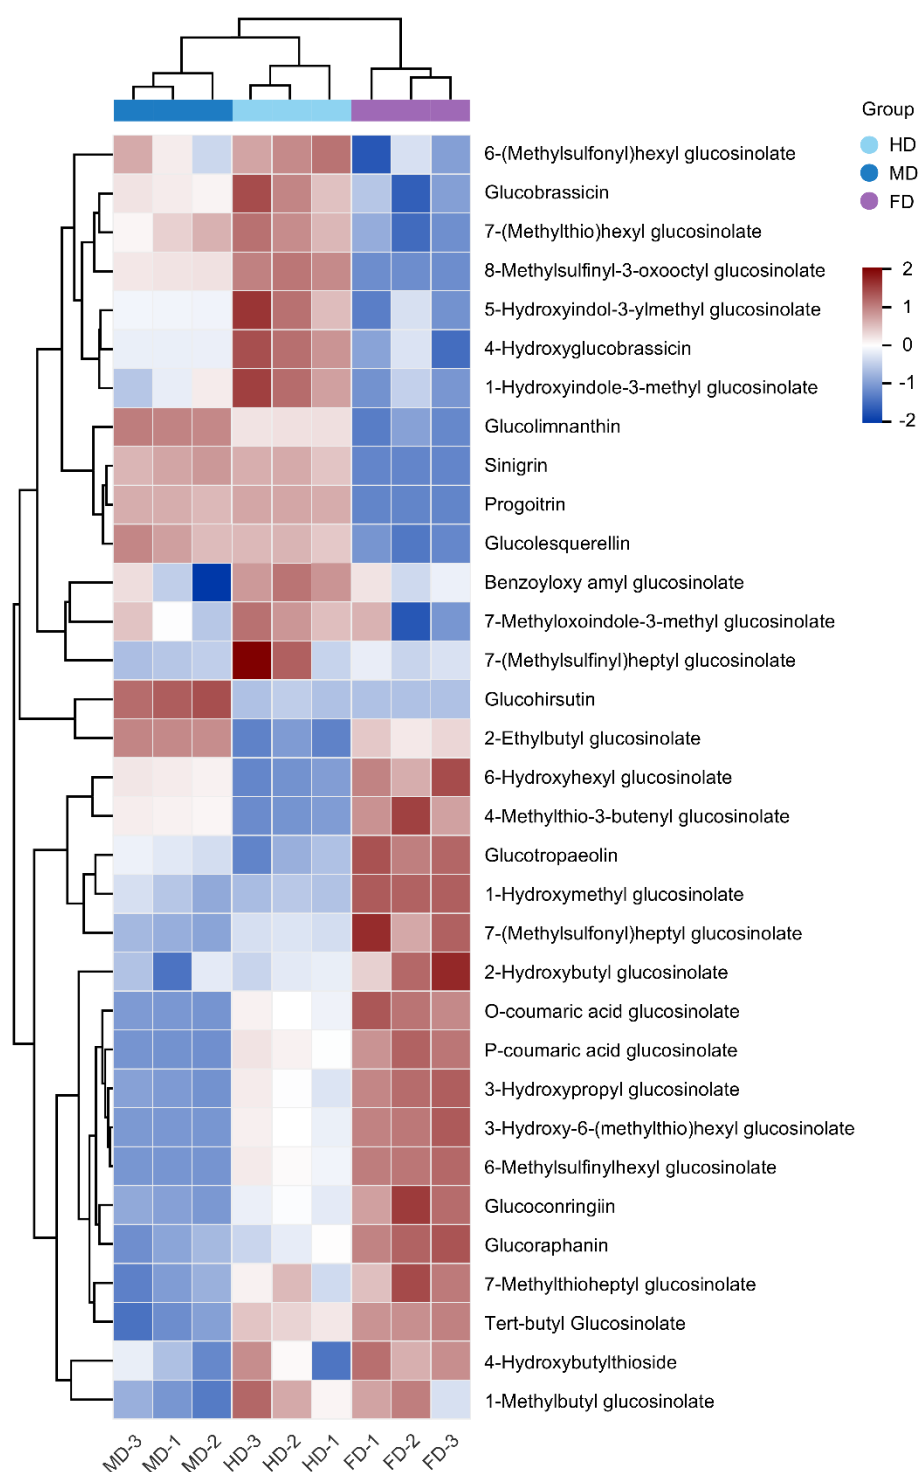 Group
HD
MD
FD
2
1
0
-1
-2
6-(Methylsulfonyl)hexyl glucosinolate
Glucobrassicin
7-(Methylthio)hexyl glucosinolate
8-Methylsulfinyl-3-oxooctyl glucosinolate
5-Hydroxyindol-3-ylmethyl glucosinolate
4-Hydroxyglucobrassicin
1-Hydroxyindole-3-methyl glucosinolate
Glucolimnanthin
Sinigrin
Progoitrin
Glucolesquerellin
Benzoyloxy amyl glucosinolate
7-Methyloxoindole-3-methyl glucosinolate
7-(Methylsulfinyl)heptyl glucosinolate
Glucohirsutin
2-Ethylbutyl glucosinolate
6-Hydroxyhexyl glucosinolate
4-Methylthio-3-butenyl glucosinolate
Glucotropaeolin
1-Hydroxymethyl glucosinolate
7-(Methylsulfonyl)heptyl glucosinolate
2-Hydroxybutyl glucosinolate
O-coumaric acid glucosinolate
P-coumaric acid glucosinolate
3-Hydroxypropyl glucosinolate
3-Hydroxy-6-(methylthio)hexyl glucosinolate
6-Methylsulfinylhexyl glucosinolate
Glucoconringiin
Glucoraphanin
7-Methylthioheptyl glucosinolate
Tert-butyl Glucosinolate
4-Hydroxybutylthioside
1-Methylbutyl glucosinolate
MD-3
MD-1
MD-2
HD-3
HD-2
HD-1
FD-1
FD-2
FD-3